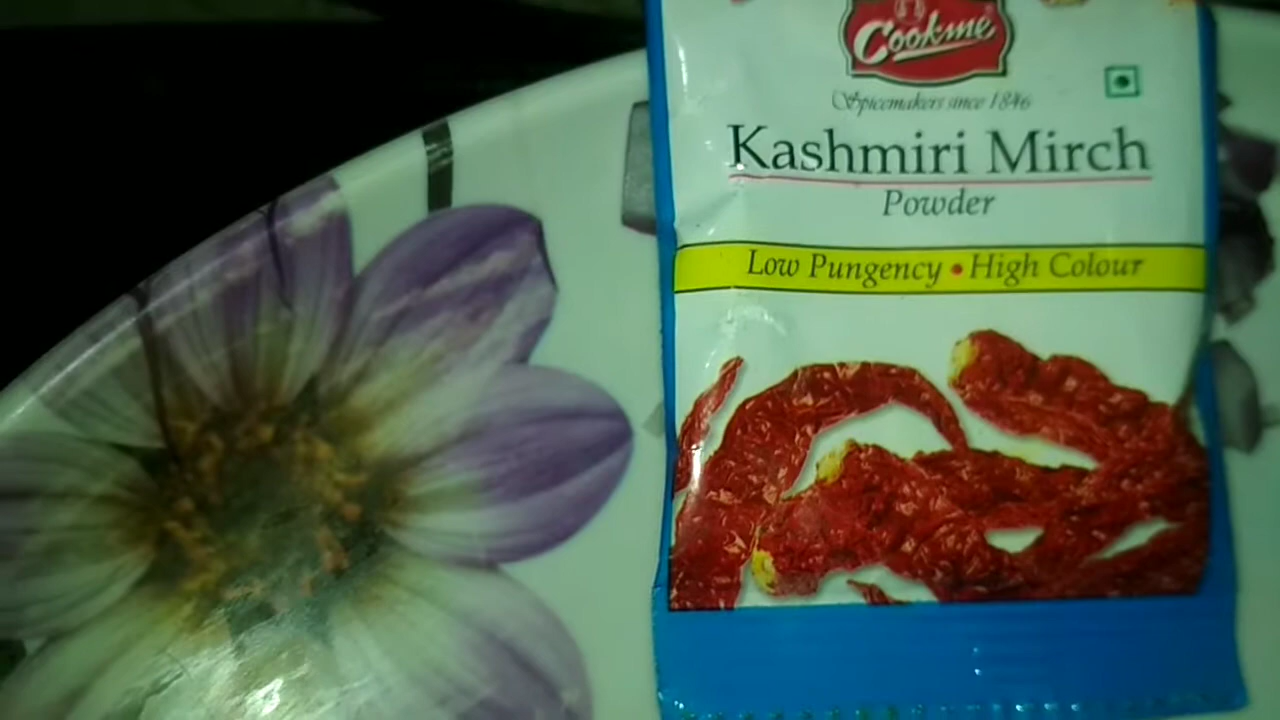 Cookme
Spicemakers since 1846
Kashmiri Mirch
Powder
Low Pungency • High Colour